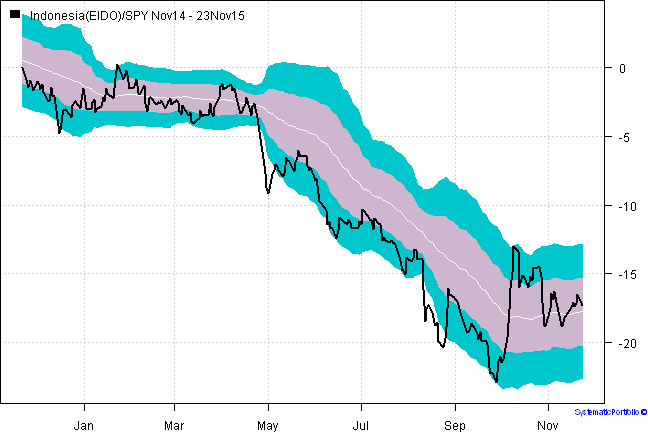 Indonesia(EIDO)/SPY Nov14 - 23Nov15
0
-5
-10
-15
-20
Jan Mar May Jul Sep Nov
SystematicPortfolio ©